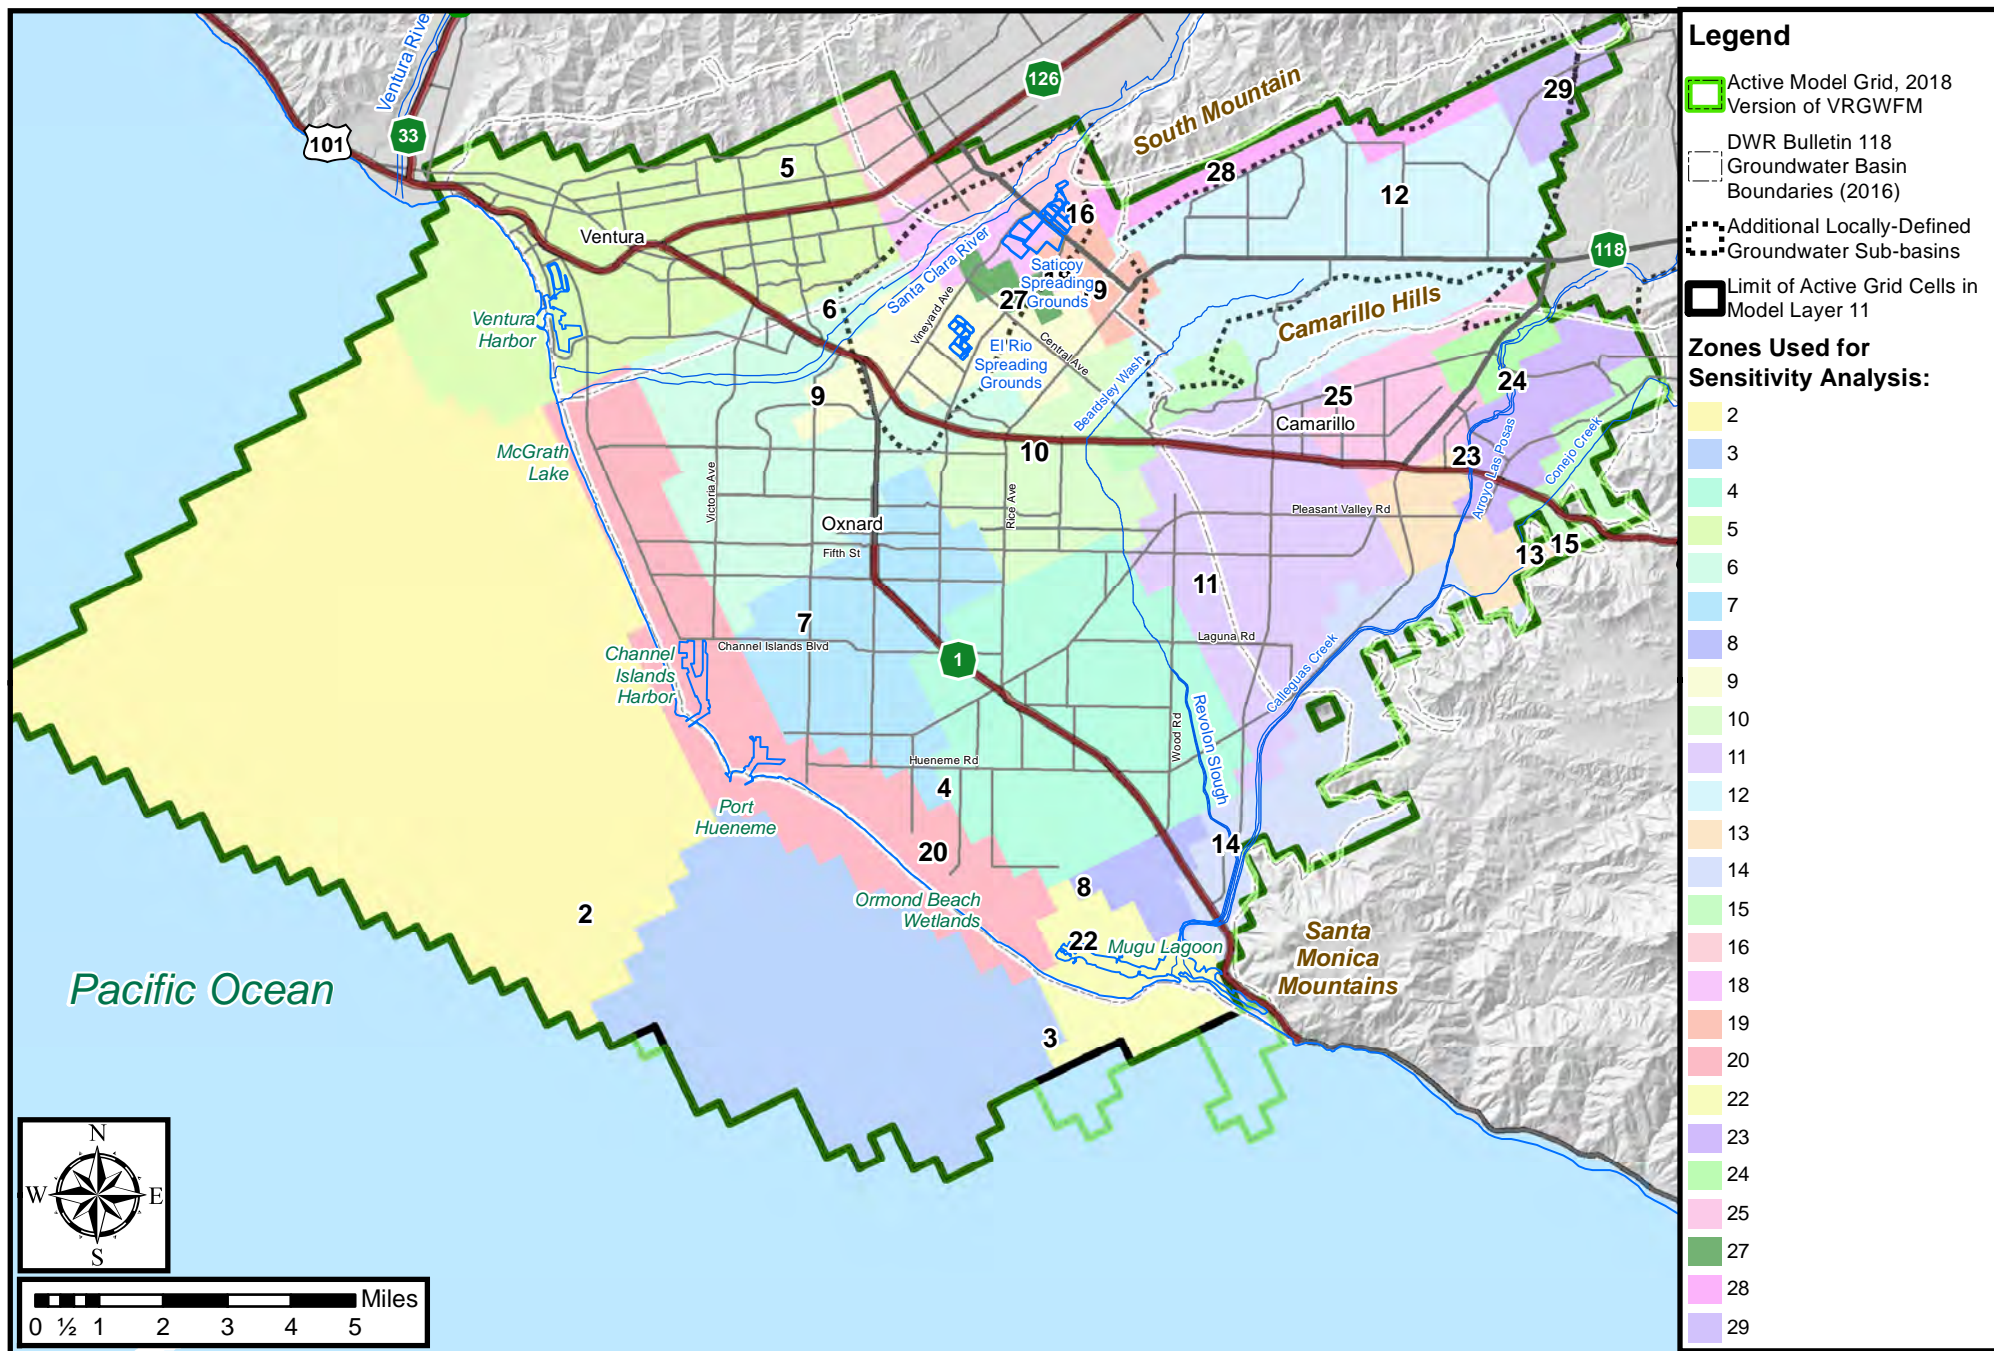 Ventura River
33
101
126
South Mountain
29
28
12
5
16
118
Ventura
Santa Clara River
Saticoy
Spreading
Grounds
27
9
6
Vineyard Ave
El Rio
Spreading
Grounds
Central Ave
Camarillo Hills
Ventura
Harbor
Beardsley Wash
9
25
24
Camarillo
10
23
McGrath
Lake
Victoria Ave
Rice Ave
Arroyo Las Posas
Conejo Creek
Pleasant Valley Rd
Oxnard
Fifth St
13
15
11
7
Channel Islands Blvd
Laguna Rd
Channel
Islands
Harbor
1
Calleguas Creek
Wood Rd
Revolon Slough
Hueneme Rd
4
Port
Hueneme
14
20
8
Ormond Beach
Wetlands
2
22
Mugu Lagoon
Santa
Monica
Mountains
Pacific Ocean
3
N
W
E
S
Miles
0 ½ 1 2 3 4 5
Legend
Active Model Grid, 2018
Version of VRGWFM
DWR Bulletin 118
Groundwater Basin
Boundaries (2016)
Additional Locally-Defined
Groundwater Sub-basins
Limit of Active Grid Cells in
Model Layer 11
Zones Used for
Sensitivity Analysis:
2
3
4
5
6
7
8
9
10
11
12
13
14
15
16
18
19
20
22
23
24
25
27
28
29